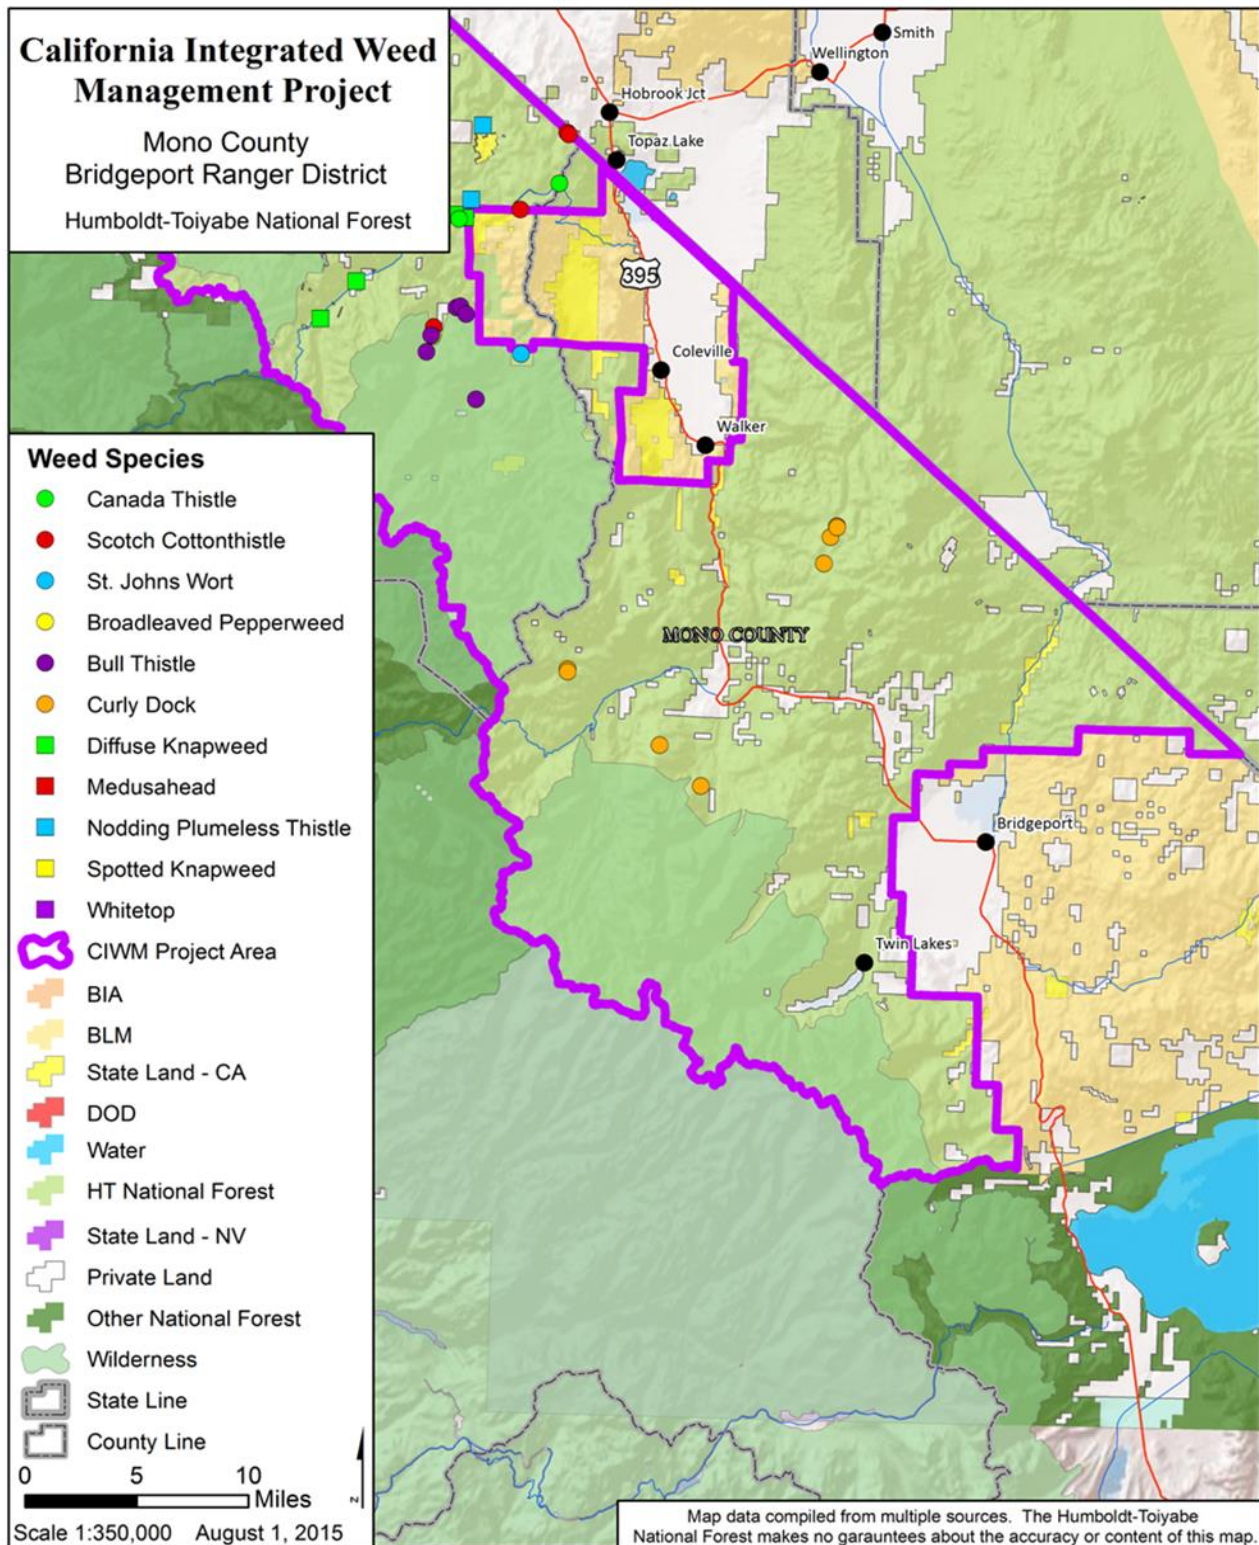 California Integrated Weed
Management Project
Mono County
Bridgeport Ranger District
Humboldt-Toiyabe National Forest
Smith
Wellington
Hobrook Jct
Topaz Lake
395
Coleville
Walker
MONO COUNTY
Bridgeport
Twin Lakes
Weed Species
Canada Thistle
Scotch Cottonthistle
St. Johns Wort
Broadleaved Pepperweed
Bull Thistle
Curly Dock
Diffuse Knapweed
Medusahead
Nodding Plumeless Thistle
Spotted Knapweed
Whitetop
CIWM Project Area
BIA
BLM
State Land - CA
DOD
Water
HT National Forest
State Land - NV
Private Land
Other National Forest
Wilderness
State Line
County Line
0 5 10
Miles
N
Scale 1:350,000 August 1, 2015
Map data compiled from multiple sources. The Humboldt-Toiyabe
National Forest makes no garauntees about the accuracy or content of this map.